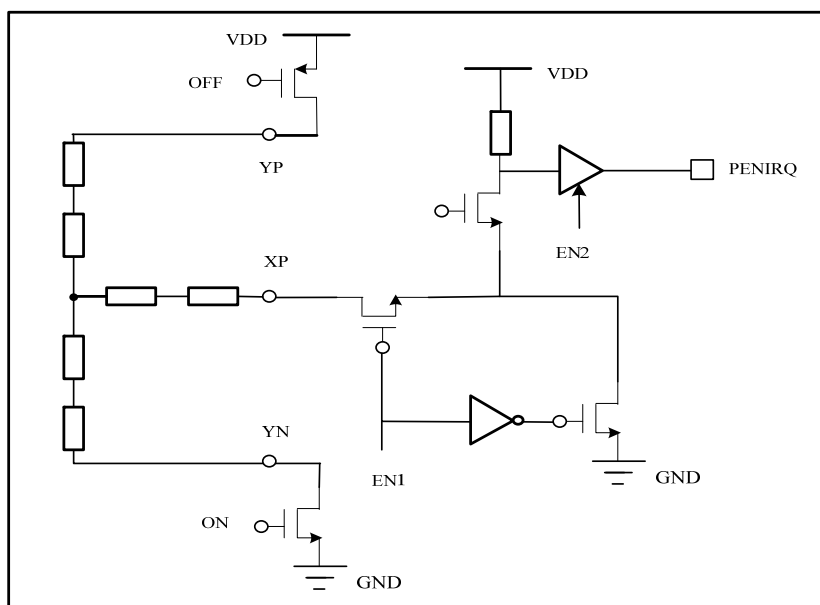 VDD
OFF
VDD
YP
PENIRQ
EN2
XP
YN
EN1
GND
ON
GND